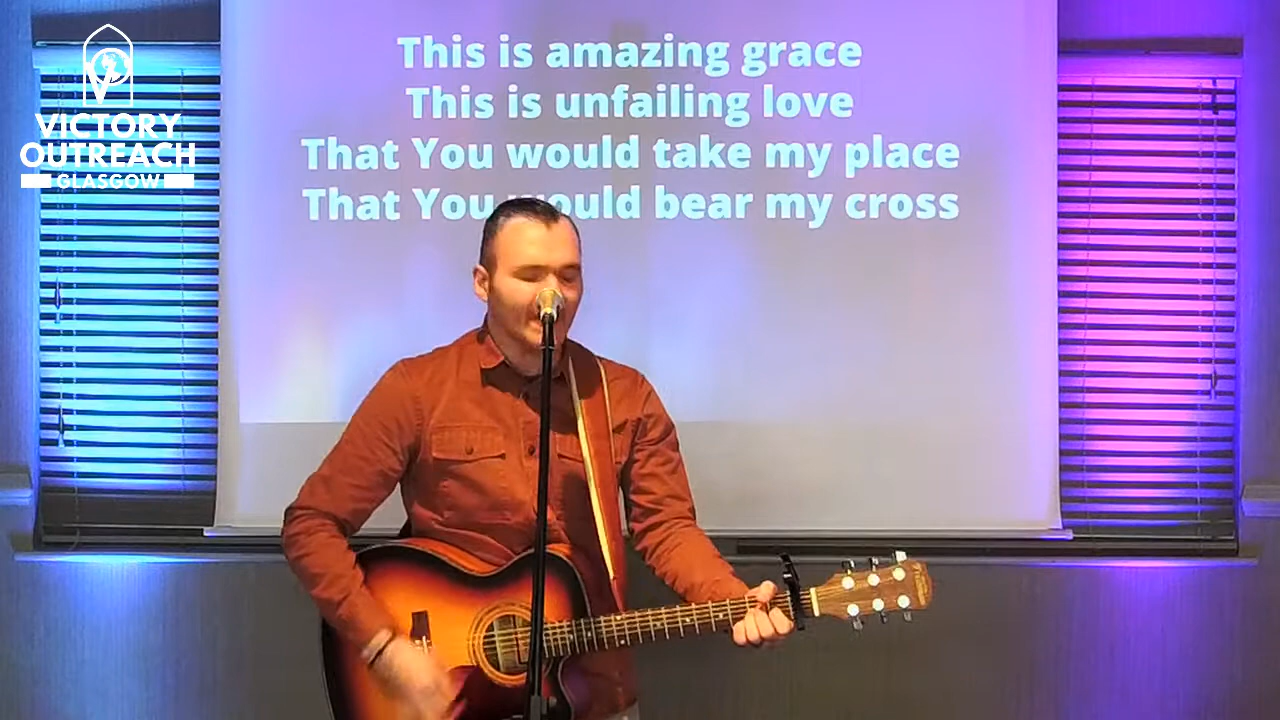 VICTORY
OUTREACH
GLASGOW
This is amazing grace
This is unfailing love
That You would take my place
That You would bear my cross